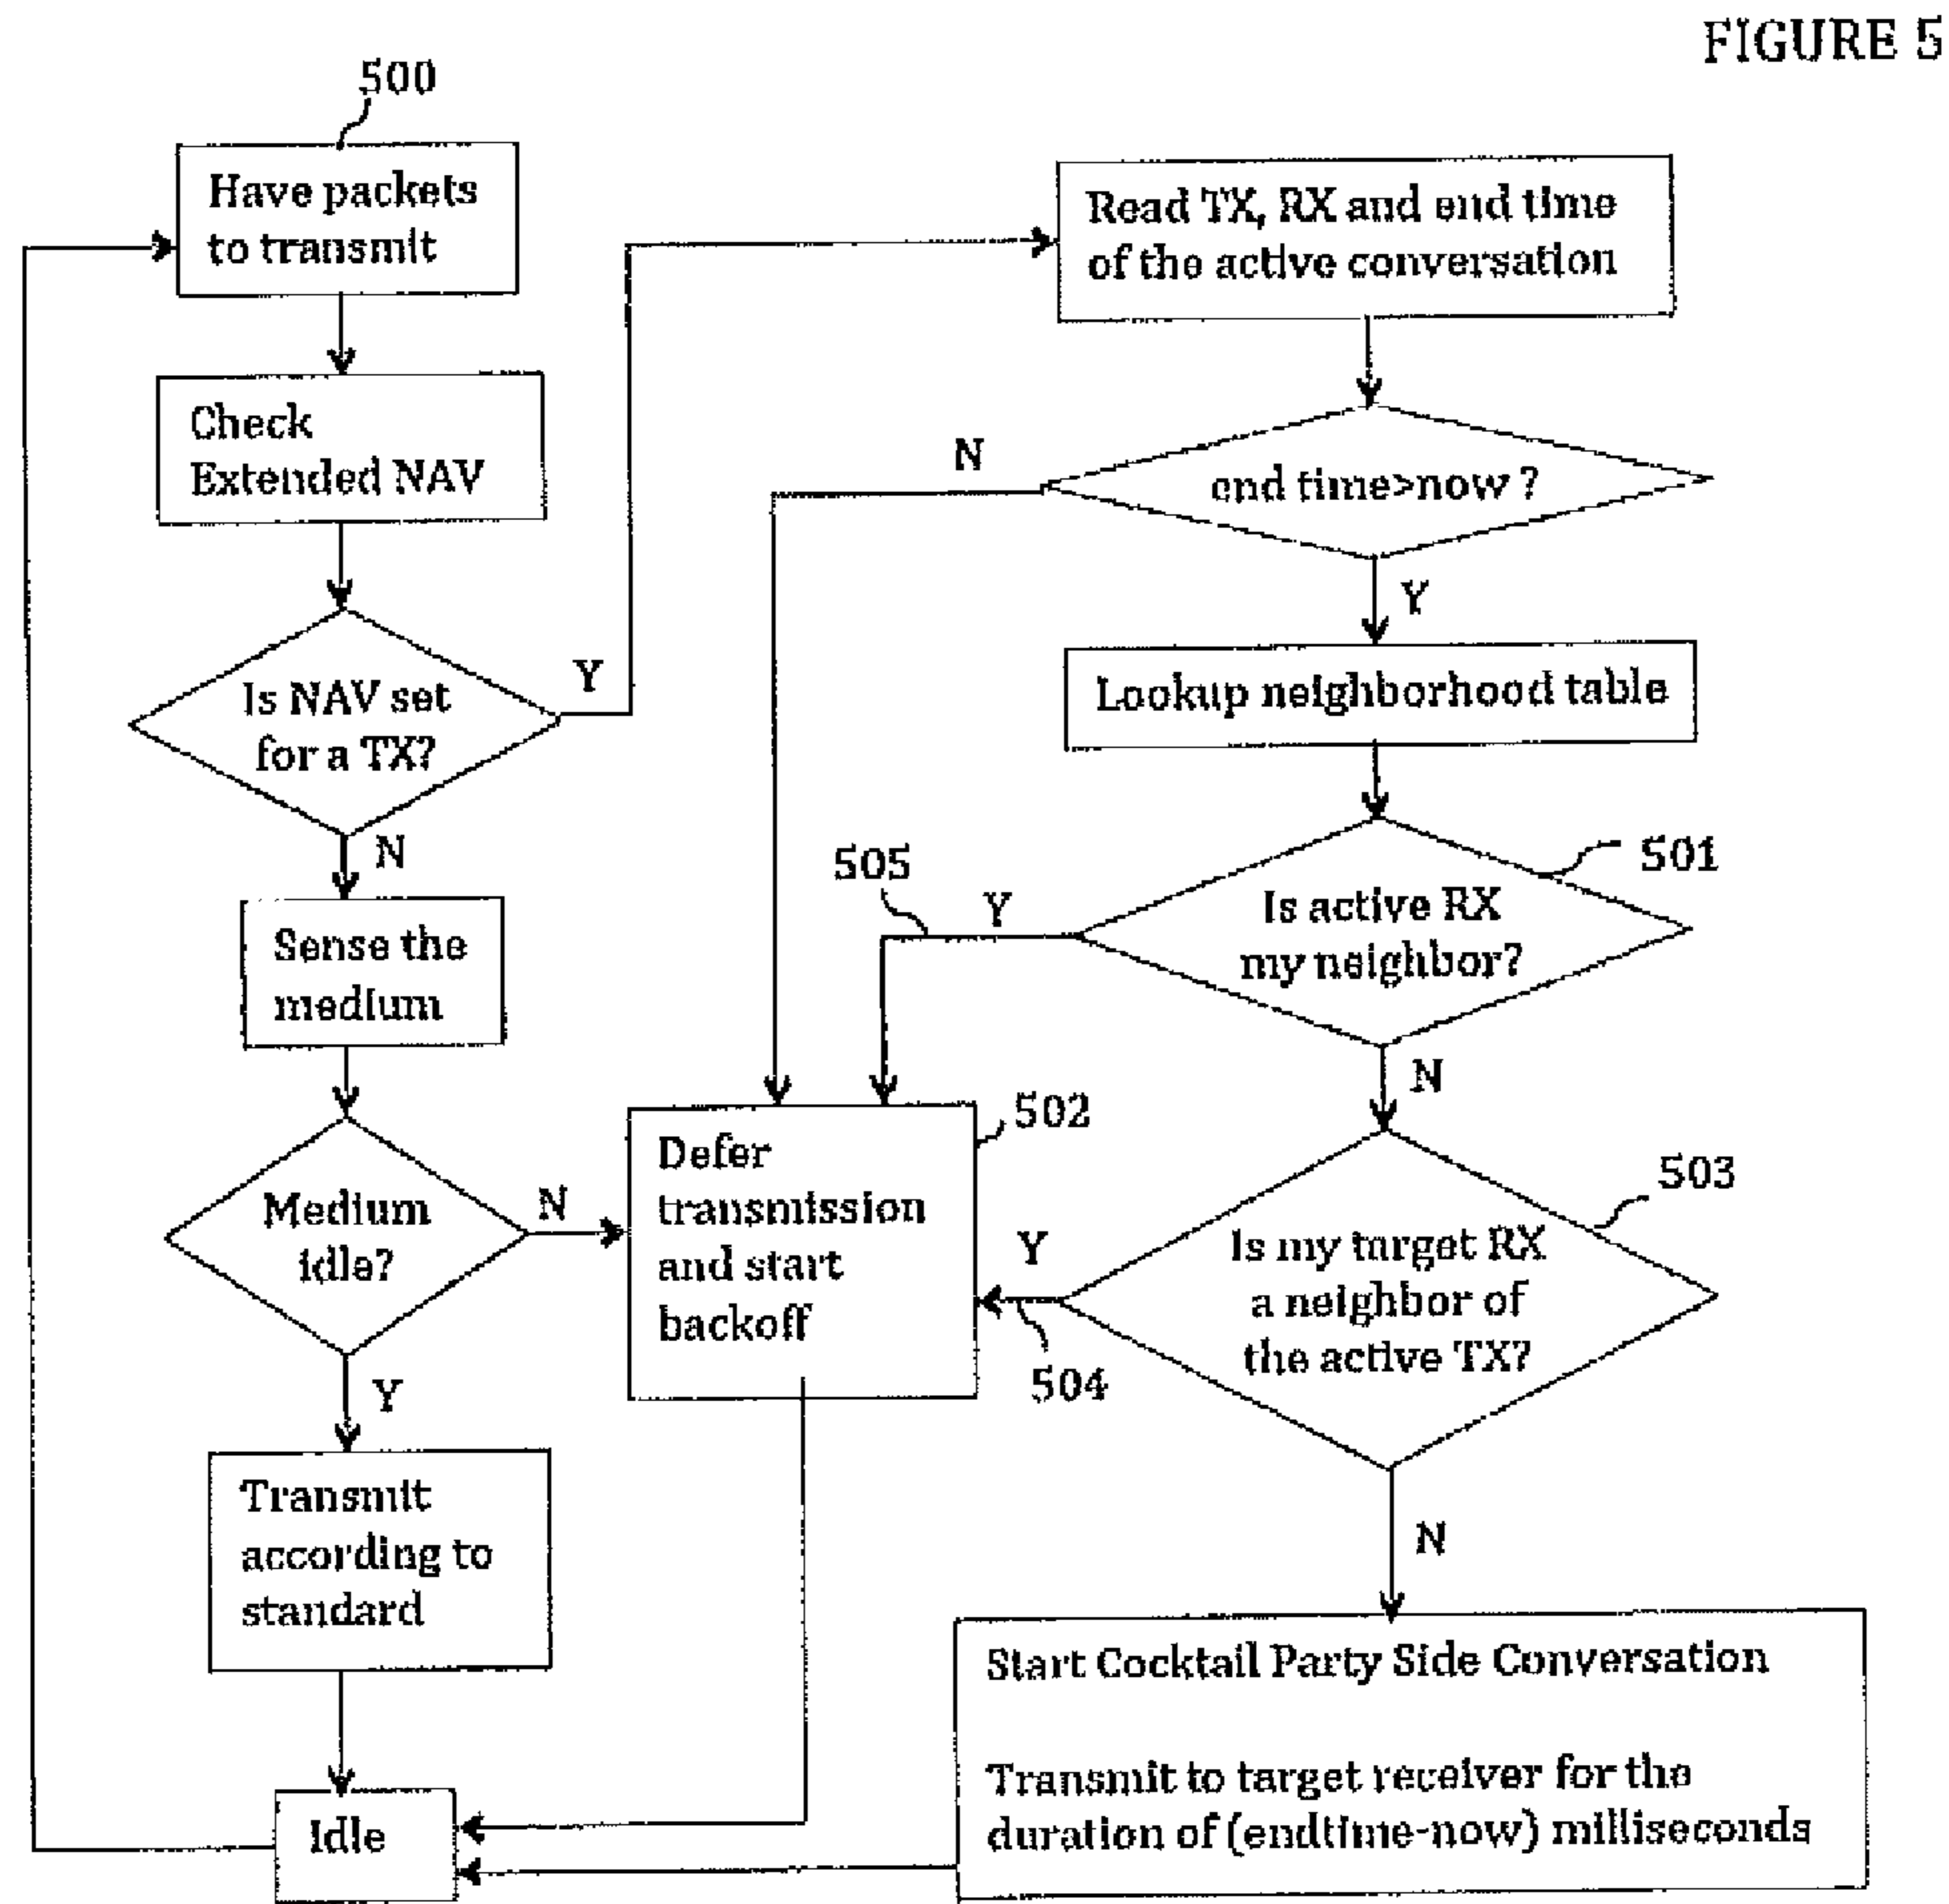 FIGURE 5
500
Have packets
to transmit
Check
Extended NAV
Is NAV set
for a TX?
Y
N
Sense the
medium
Medium
idle?
N
Y
Transmit
according to
standard
Idle
Read TX, RX and end time
of the active conversation
end time>now ?
N
Y
Lookup neighborhood table
501
Is active RX
my neighbor?
505
Y
N
502
Defer
transmission
and start
backoff
503
Is my target RX
a neighbor of
the active TX?
Y
504
N
Start Cocktail Party Side Conversation
Transmit to target receiver for the
duration of (endtime-now) milliseconds